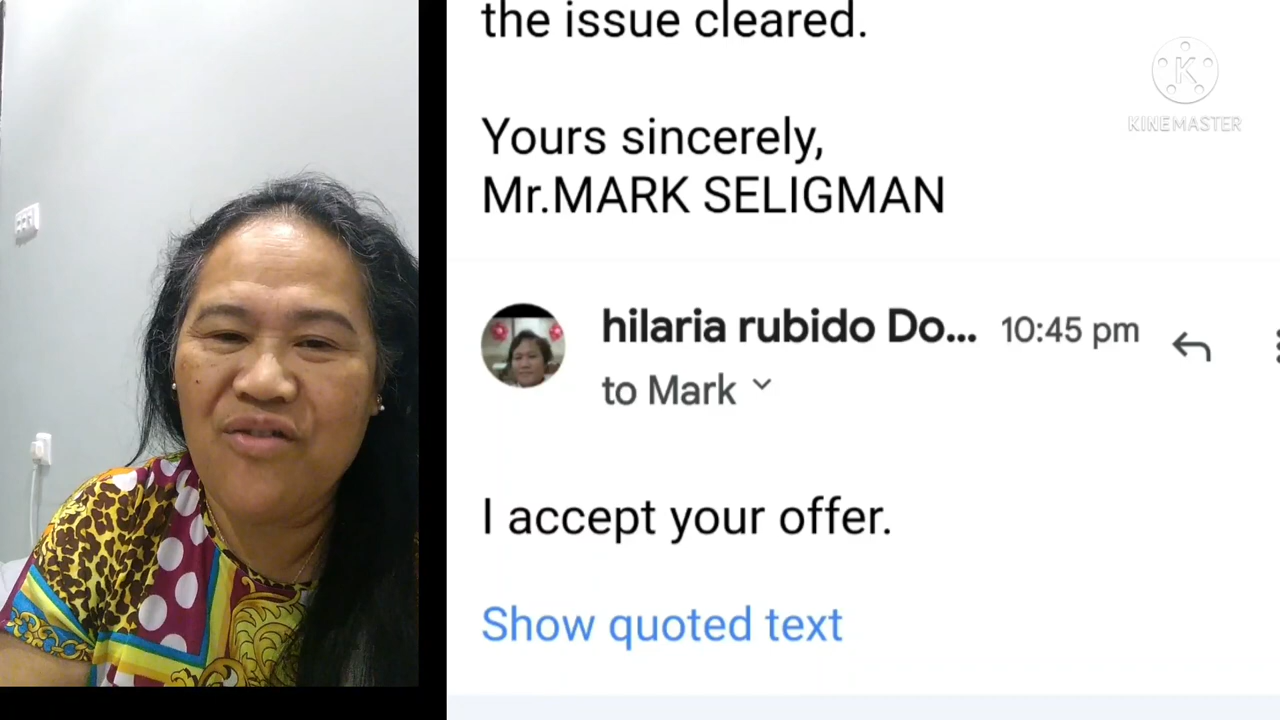 the issue cleared.
Yours sincerely,
Mr.MARK SELIGMAN
hilaria rubido Do... 10:45 pm
to Mark
I accept your offer.
Show quoted text
K
KINEMASTER